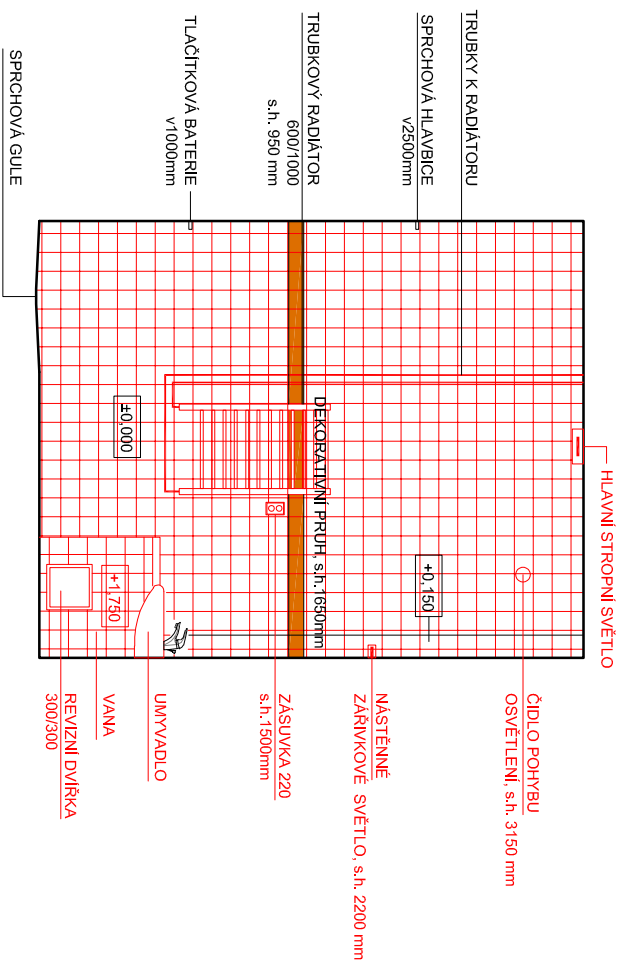 SPRCHOVÁ GULE
TLAČÍTKOVÁ BATERIE
v1000mm
TRUBKOVÝ RADIÁTOR
600/1000
s.h. 950 mm
SPRCHOVÁ HLAVBICE
v2500mm
TRUBKY K RADIÁTORU
HLAVNÍ STROPNÍ SVĚTLO
±0,000
DEKORATIVNÍ PRUH, s.h.1650mm
+0,150
+1,750
ČIDLO POHYBU
OSVĚTLENÍ, s.h. 3150 mm
NÁSTĚNNÉ
ZÁŘIVKOVÉ SVĚTLO, s.h. 2200 mm
ZÁSUVKA 220
s.h.1500mm
UMYVADLO
VANA
REVIZNÍ DVÍŘKA
300/300